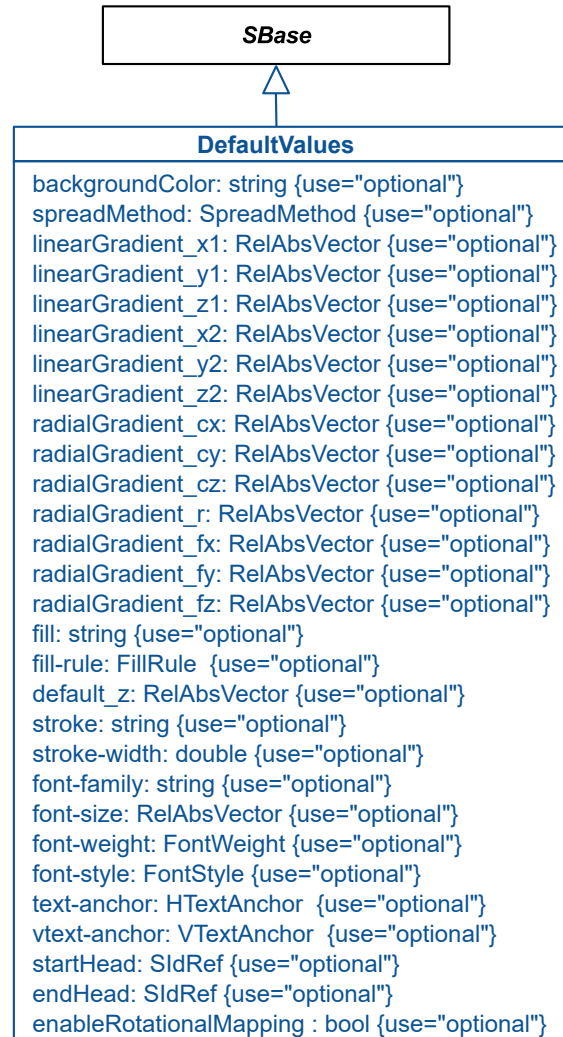 SBase
DefaultValues
backgroundColor: string {use="optional"}
spreadMethod: SpreadMethod {use="optional"}
linearGradient_x1: RelAbsVector {use="optional"}
linearGradient_y1: RelAbsVector {use="optional"}
linearGradient_z1: RelAbsVector {use="optional"}
linearGradient_x2: RelAbsVector {use="optional"}
linearGradient_y2: RelAbsVector {use="optional"}
linearGradient_z2: RelAbsVector {use="optional"}
radialGradient_cx: RelAbsVector {use="optional"}
radialGradient_cy: RelAbsVector {use="optional"}
radialGradient_cz: RelAbsVector {use="optional"}
radialGradient_r: RelAbsVector {use="optional"}
radialGradient_fx: RelAbsVector {use="optional"}
radialGradient_fy: RelAbsVector {use="optional"}
radialGradient_fz: RelAbsVector {use="optional"}
fill: string {use="optional"}
fill-rule: FillRule  {use="optional"}
default_z: RelAbsVector {use="optional"}
stroke: string {use="optional"}
stroke-width: double {use="optional"}
font-family: string {use="optional"}
font-size: RelAbsVector {use="optional"}
font-weight: FontWeight {use="optional"}
font-style: FontStyle {use="optional"}
text-anchor: HTextAnchor  {use="optional"}
vtext-anchor: VTextAnchor  {use="optional"}
startHead: SIdRef {use="optional"}
endHead: SIdRef {use="optional"}
enableRotationalMapping : bool {use="optional"}